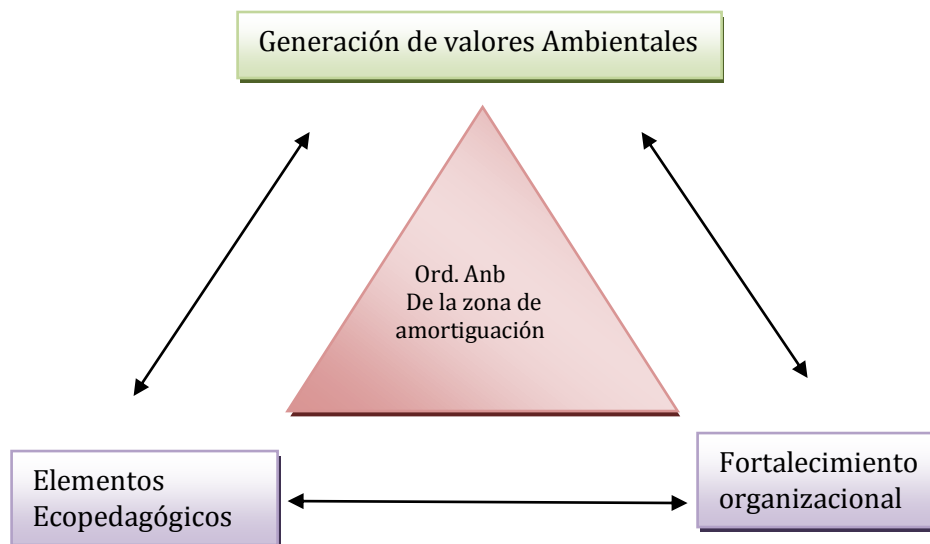 Generación de valores Ambientales
Ord. Anb
De la zona de
amortiguación
Elementos
Ecopedagógicos
Fortalecimiento
organizacional